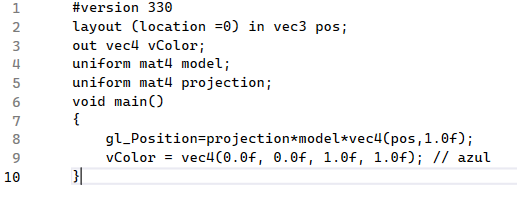 1 #version 330
2 layout (location =0) in vec3 pos;
3 out vec4 vColor;
4 uniform mat4 model;
5 uniform mat4 projection;
6 void main()
7 {
8     gl_Position=projection*model*vec4(pos,1.0f);
9     vColor = vec4(0.0f, 0.0f, 1.0f, 1.0f); // azul
10 }